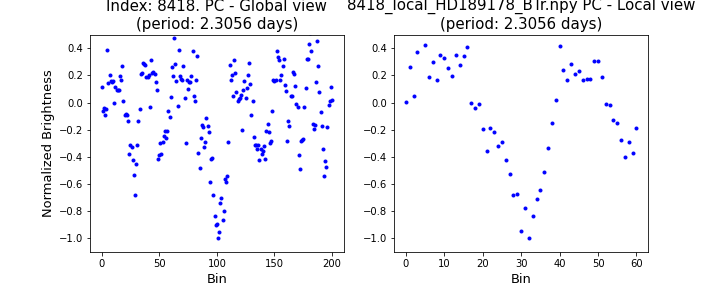 Index: 8418. PC - Global view
(period: 2.3056 days)
8418_local_HD189178_BTr.npy PC - Local view
(period: 2.3056 days)
Normalized Brightness
0.4
0.2
0.0
−0.2
−0.4
−0.6
−0.8
−1.0
0 50 100 150 200
Bin
0.4
0.2
0.0
−0.2
−0.4
−0.6
−0.8
−1.0
0 10 20 30 40 50 60
Bin